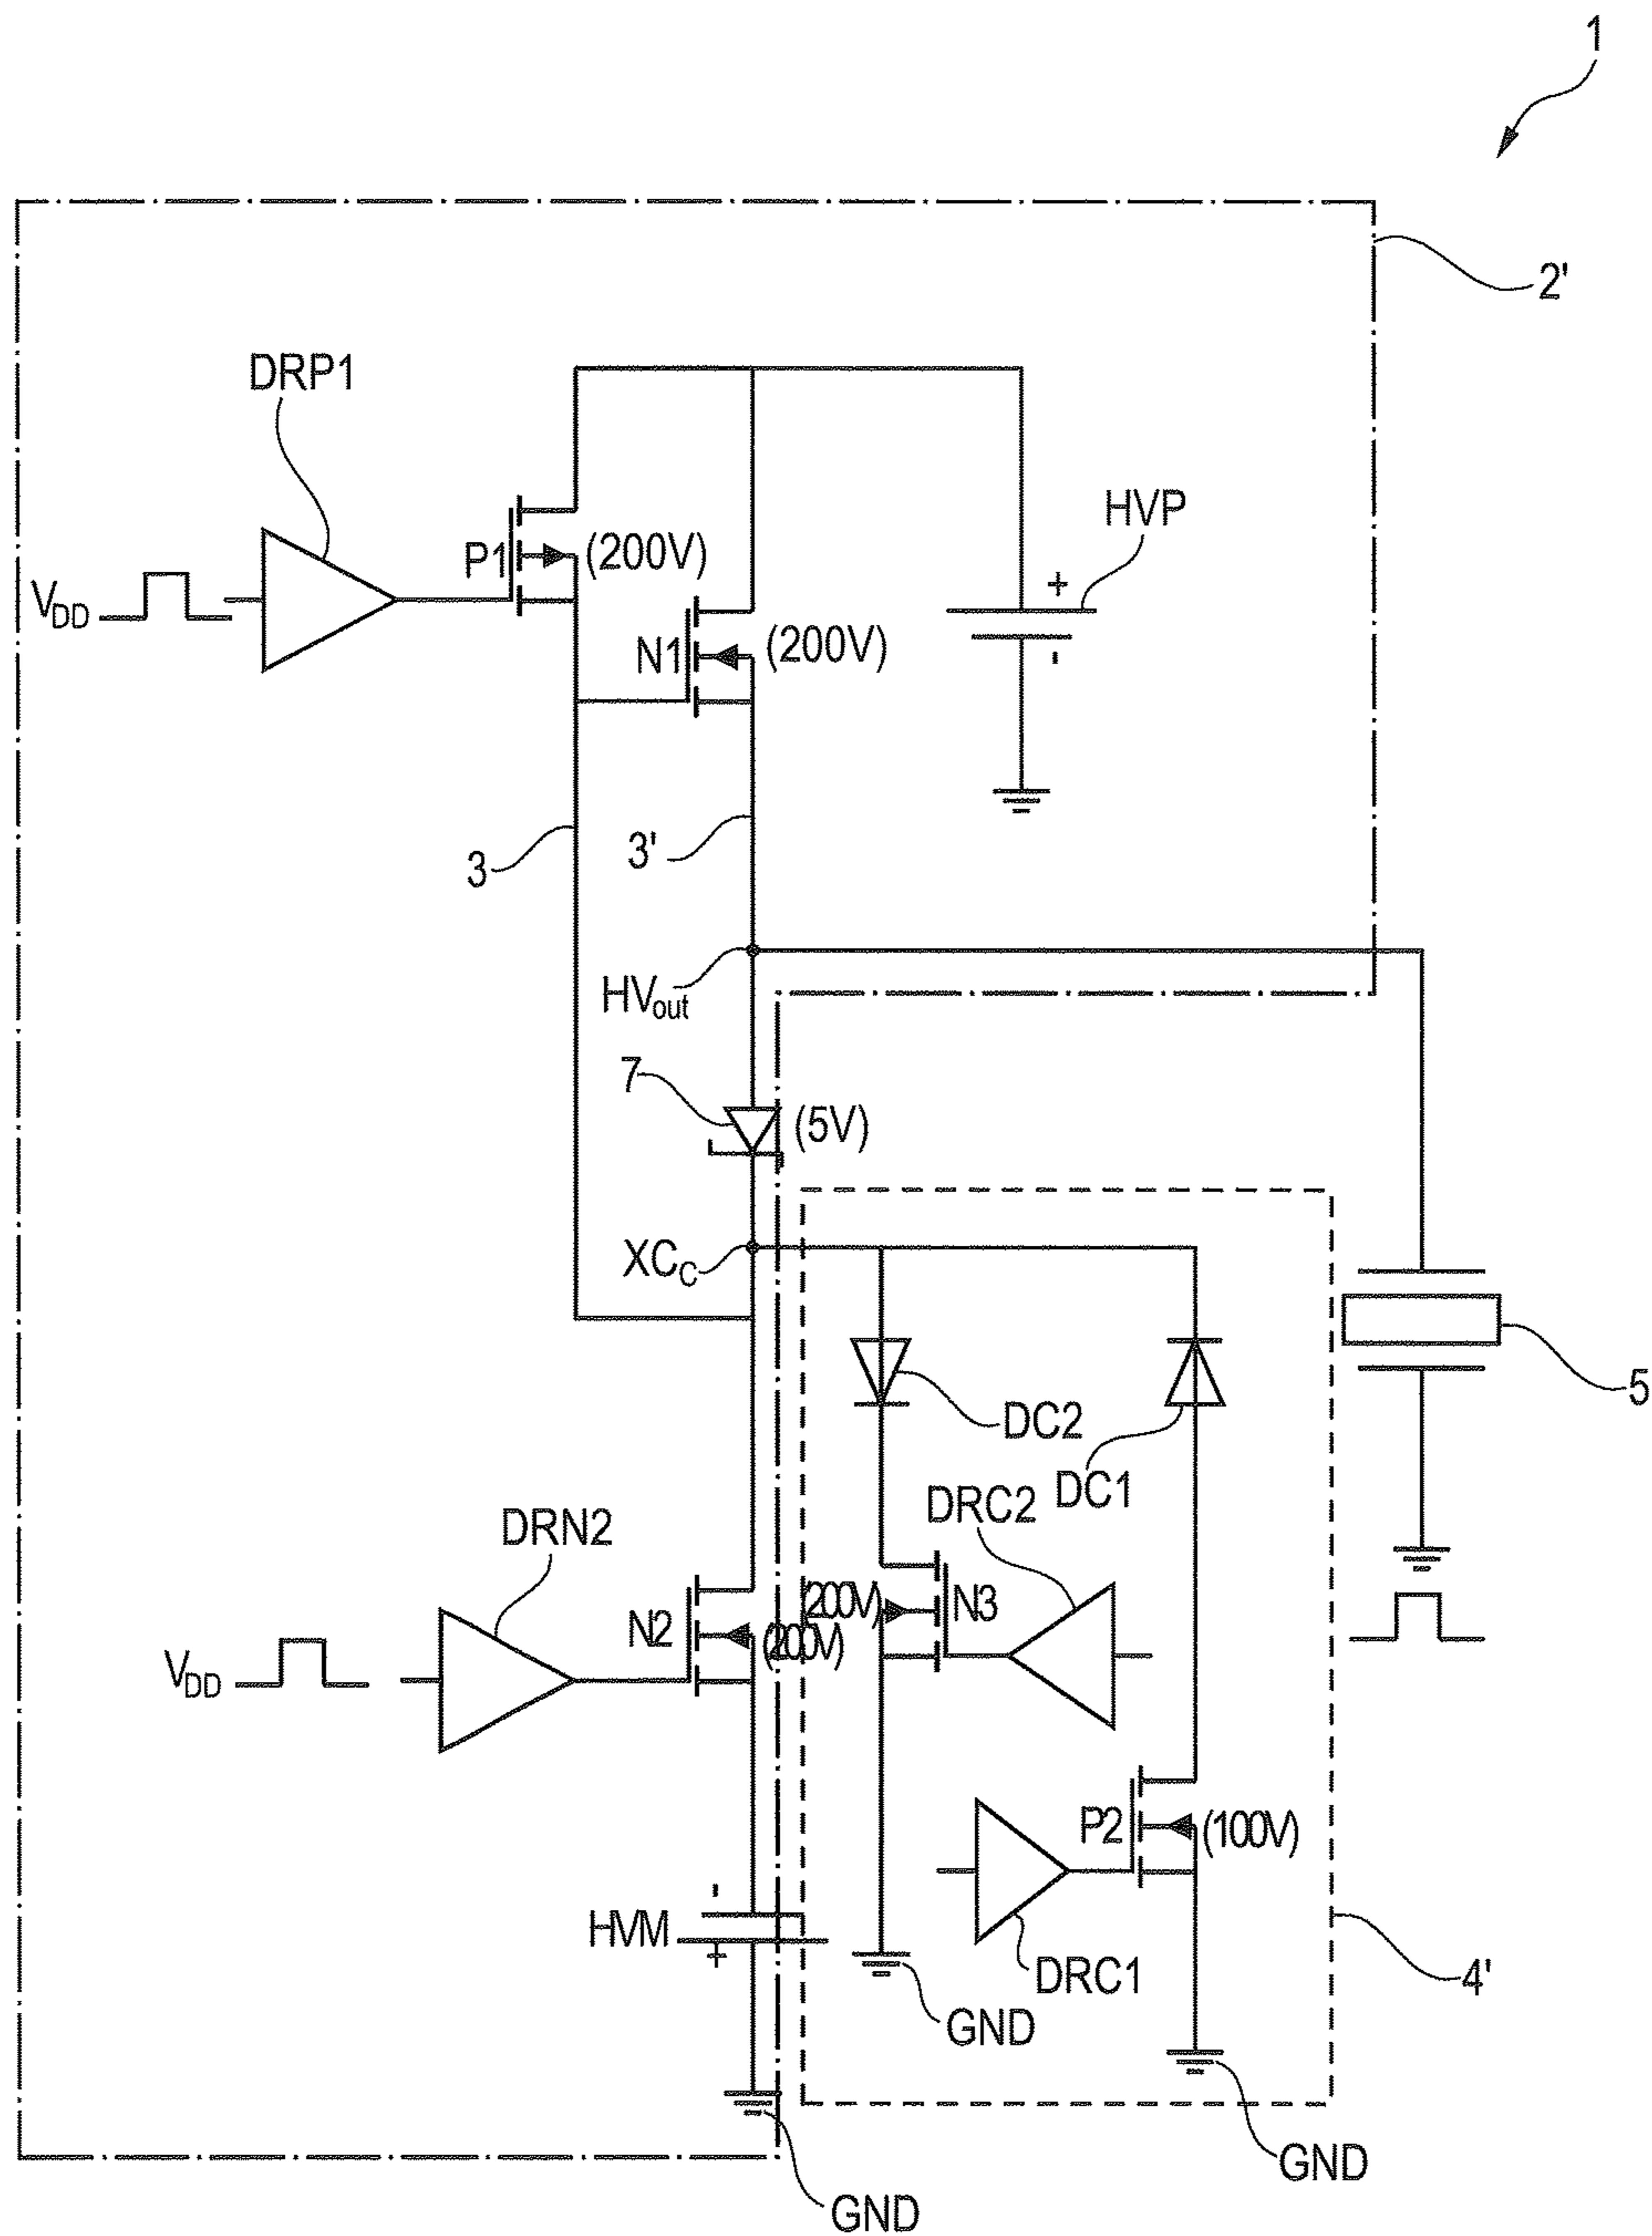 1
2'
DRP1
HVP
+
-
P1
(200V)
VDD
N1
(200V)
3
3'
HVout
7
(5V)
XCC
5
DC2
DC1
DRC2
DRN2
(200V)
N3
N2
(200V)
VDD
P2
(100V)
-
HVM
+
DRC1
4'
GND
GND
GND